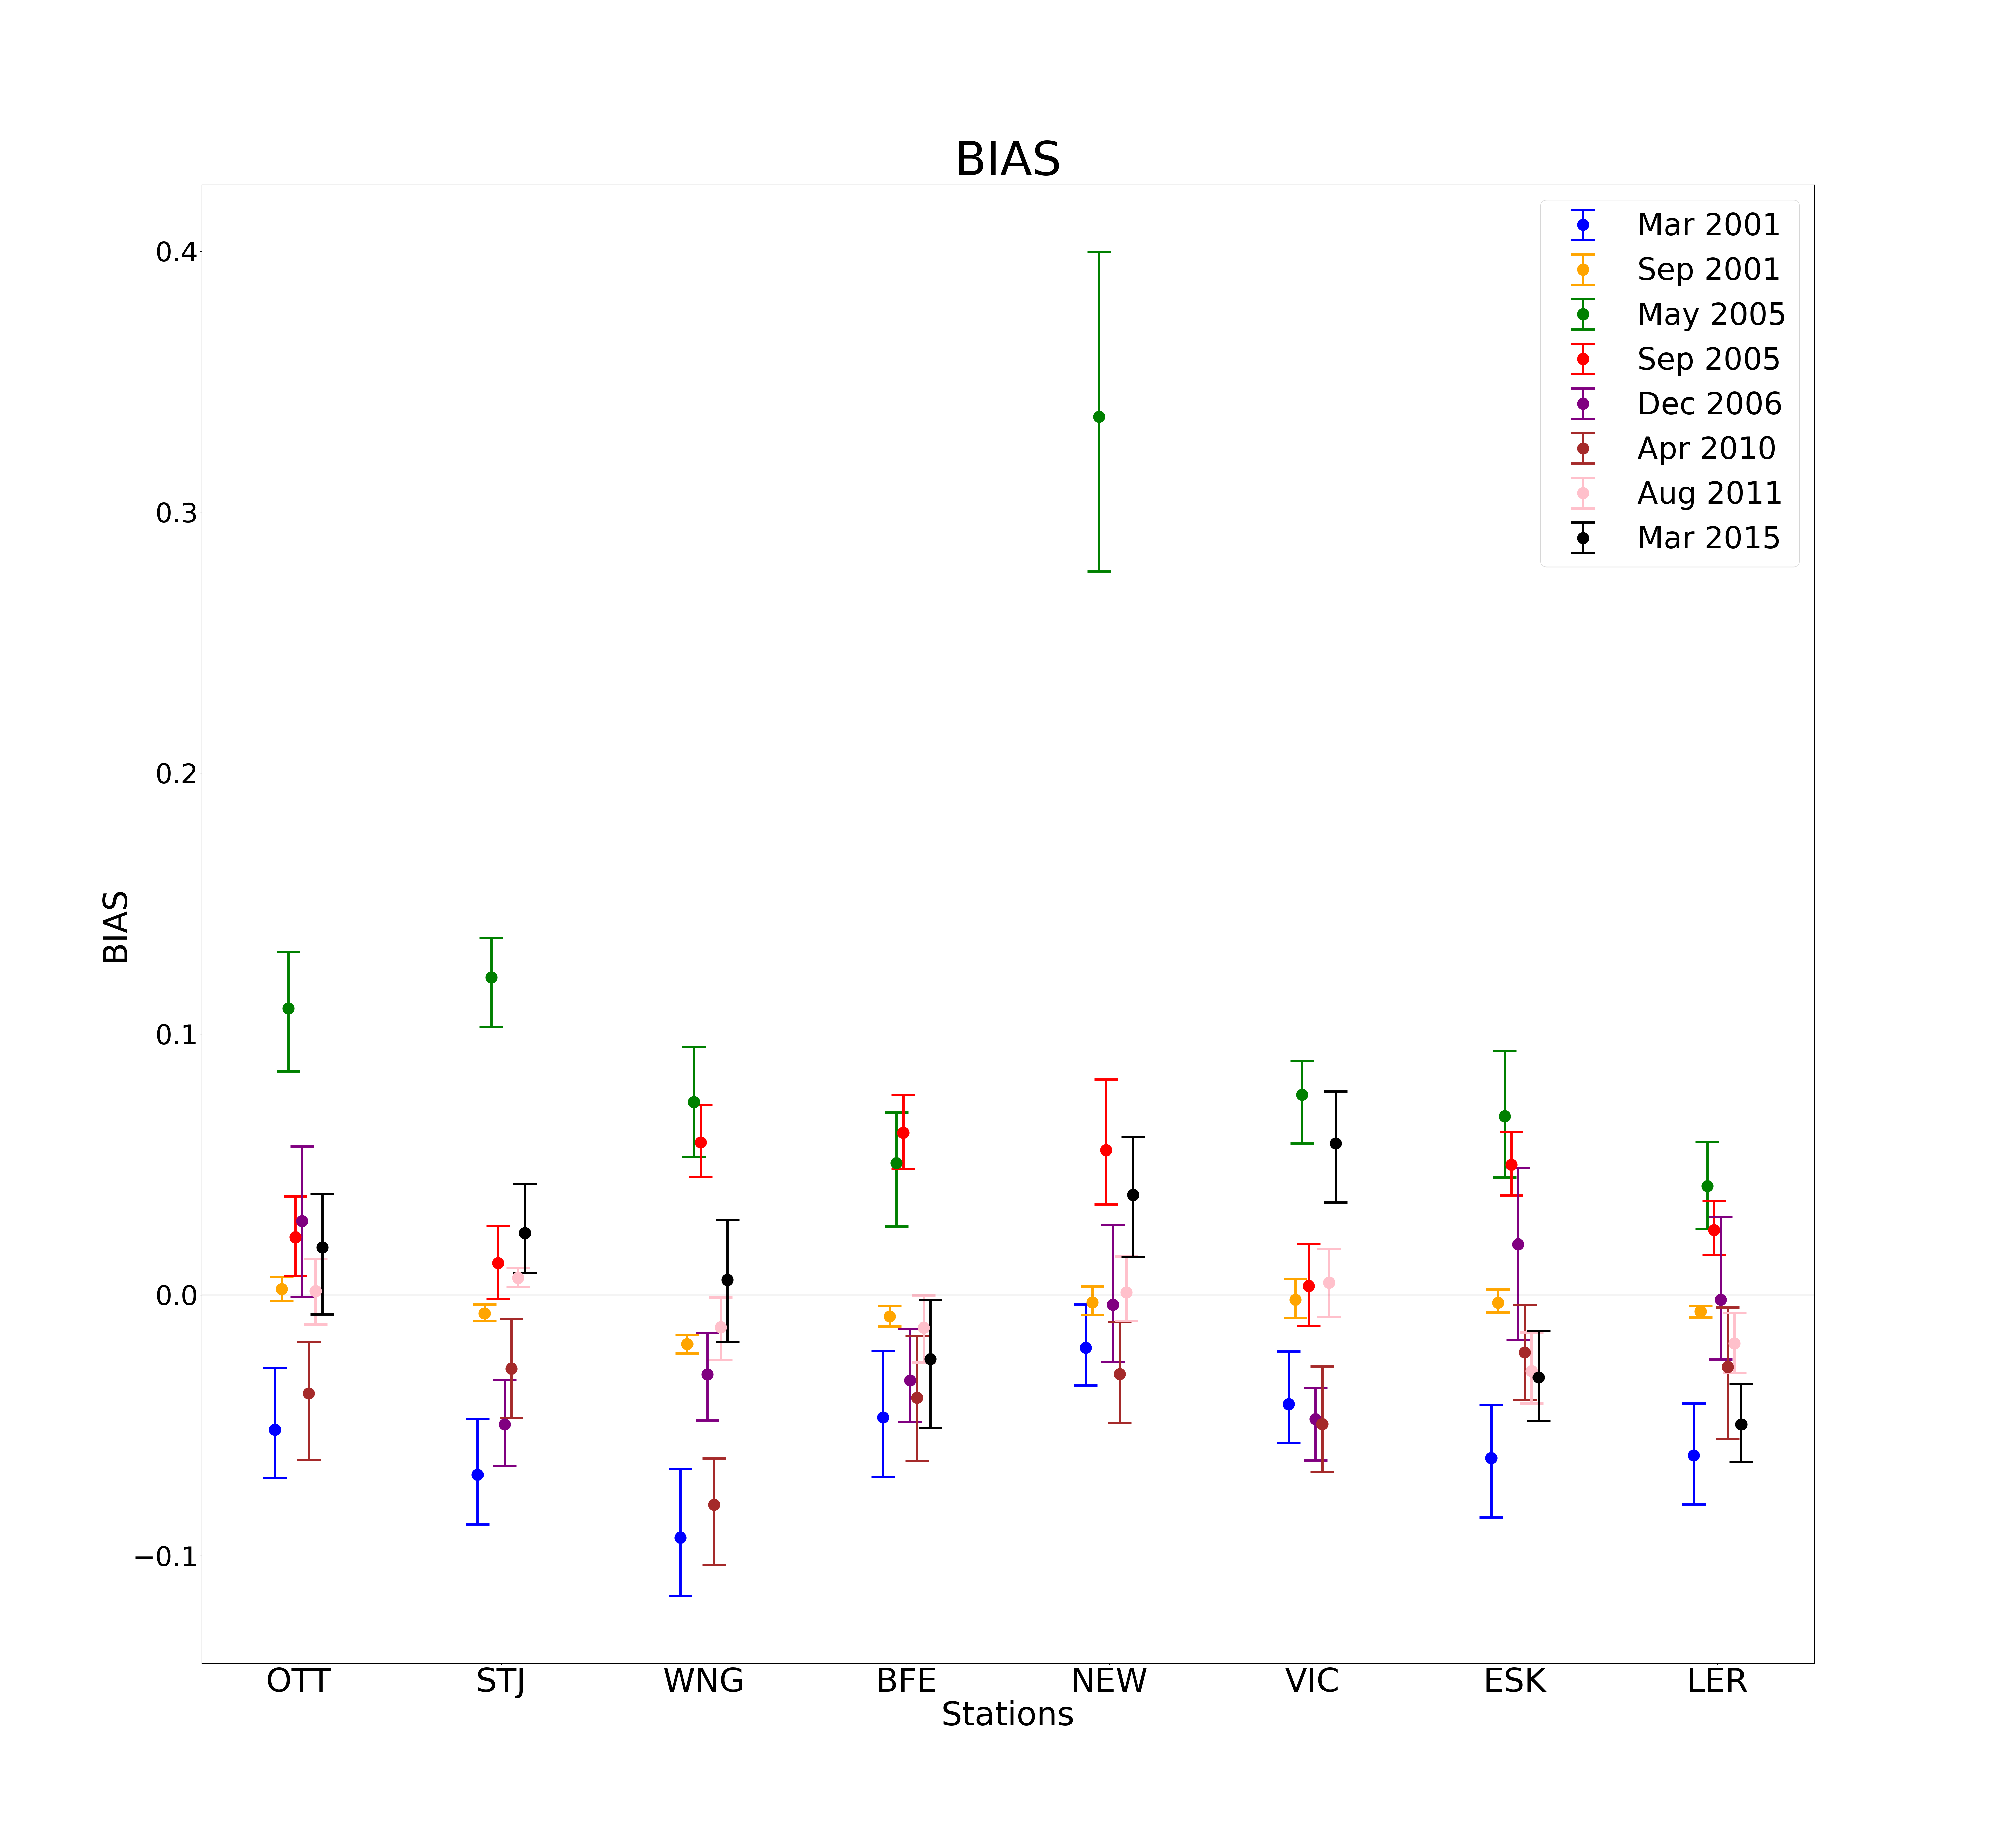 BIAS
0.4
0.3
0.2
0.1
0.0
−0.1
BIAS
Mar 2001
Sep 2001
May 2005
Sep 2005
Dec 2006
Apr 2010
Aug 2011
Mar 2015
OTT STJ WNG BFE NEW VIC ESK LER
Stations